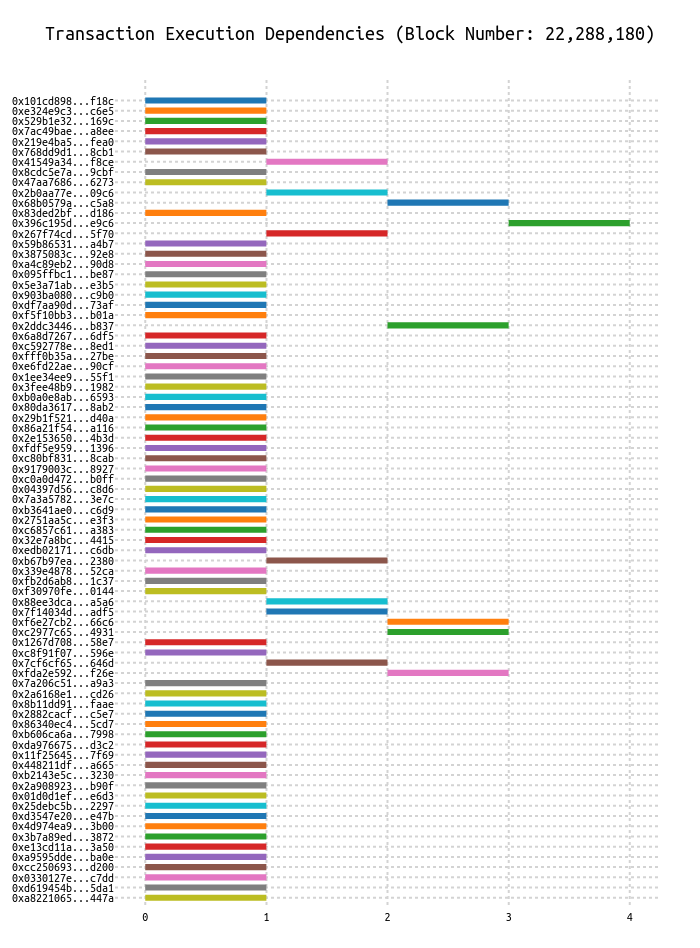 Transaction Execution Dependencies (Block Number: 22,288,180)
0x101cd898...f18c
0xe324e9c3...c6e5
0x529b1e32...169c
0x7ac49bae...a8ee
0x219e4ba5...fea0
0x768dd9d1...8cb1
0x41549a34...f8ce
0x8cdc5e7a...9cbf
0x47aa7686...6273
0x2b0aa77e...09c6
0x68b0579a...c5a8
0x83ded2bf...d186
0x396c195d...e9c6
0x267f74cd...5f70
0x59b86531...a4b7
0x3875083c...92e8
0xa4c89eb2...90d8
0x095ffbc1...be87
0x5e3a71ab...e3b5
0x903ba080...c9b0
0xdf7aa90d...73af
0xf5f10bb3...b01a
0x2ddc3446...b837
0x6a8d7267...6df5
0xc592778e...8ed1
0xfff0b35a...27be
0xe6fd22ae...90cf
0x1ee34ee9...55f1
0x3fee48b9...1982
0xb0a0e8ab...6593
0x80da3617...8ab2
0x29b1f521...d40a
0x86a21f54...a116
0x2e153650...4b3d
0xfdf5e959...1396
0xc80bf831...8cab
0x9179003c...8927
0xc0a0d472...b0ff
0x04397d56...c8d6
0x7a3a5782...3e7c
0xb3641ae0...c6d9
0x2751aa5c...e3f3
0xc6857c61...a383
0x32e7a8bc...4415
0xedb02171...c6db
0xb67b97ea...2380
0x339e4878...52ca
0xfb2d6ab8...1c37
0xf30970fe...0144
0x88ee3dca...a5a6
0x7f14034d...adf5
0xf6e27cb2...66c6
0xc2977c65...4931
0x1267d708...58e7
0xc8f91f07...596e
0x7cf6cf65...646d
0xfda2e592...f26e
0x7a206c51...a9a3
0x2a6168e1...cd26
0x8b11dd91...faae
0x2882cacf...c5e7
0x86340ec4...5cd7
0xb606ca6a...7998
0xda976675...d3c2
0x11f25645...7f69
0x448211df...a665
0xb2143e5c...3230
0x2a908923...b90f
0x01d0d1ef...e6d3
0x25debc5b...2297
0xd3547e20...e47b
0x4d974ea9...3b00
0x3b7a89ed...3872
0xe13cd11a...3a50
0xa9595dde...ba0e
0xcc250693...d200
0x0330127e...c7dd
0xd619454b...5da1
0xa8221065...447a
0 1 2 3 4